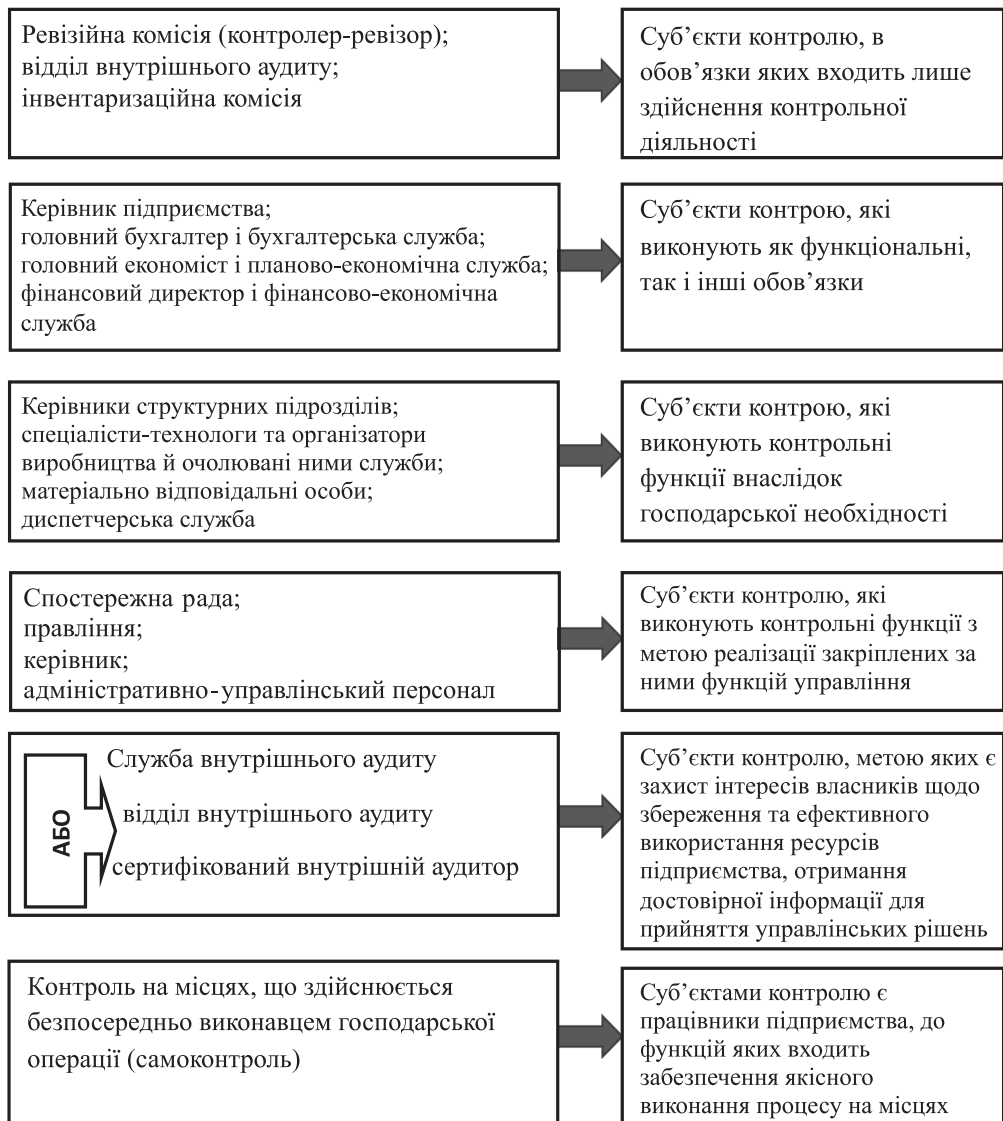 Ревізійна комісія (контролер-ревізор);
відділ внутрішнього аудиту;
інвентаризаційна комісія
Суб’єкти контролю, в
обов’язки яких входить лише
здійснення контрольної
діяльності
Керівник підприємства;
головний бухгалтер і бухгалтерська служба;
головний економіст і планово-економічна служба;
фінансовий директор і фінансово-економічна
служба
Суб’єкти контрою, які
виконують як функціональні,
так і інші обов’язки
Керівники структурних підрозділів;
спеціалісти-технологи та організатори
виробництва й очолювані ними служби;
матеріально відповідальні особи;
диспетчерська служба
Суб’єкти контрою, які
виконують контрольні
функції внаслідок
господарської необхідності
Спостережна рада;
правління;
керівник;
адміністративно-управлінський персонал
Суб’єкти контролю, які
виконують контрольні функції з
метою реалізації закріплених за
ними функцій управління
АБО
Служба внутрішнього аудиту
відділ внутрішнього аудиту
сертифікований внутрішній аудитор
Суб’єкти контролю, метою яких є
захист інтересів власників щодо
збереження та ефективного
використання ресурсів
підприємства, отримання
достовірної інформації для
прийняття управлінських рішень
Контроль на місцях, що здійснюється
безпосередньо виконавцем господарської
операції (самоконтроль)
Суб’єктами контролю є
працівники підприємства, до
функцій яких входить
забезпечення якісного
виконання процесу на місцях